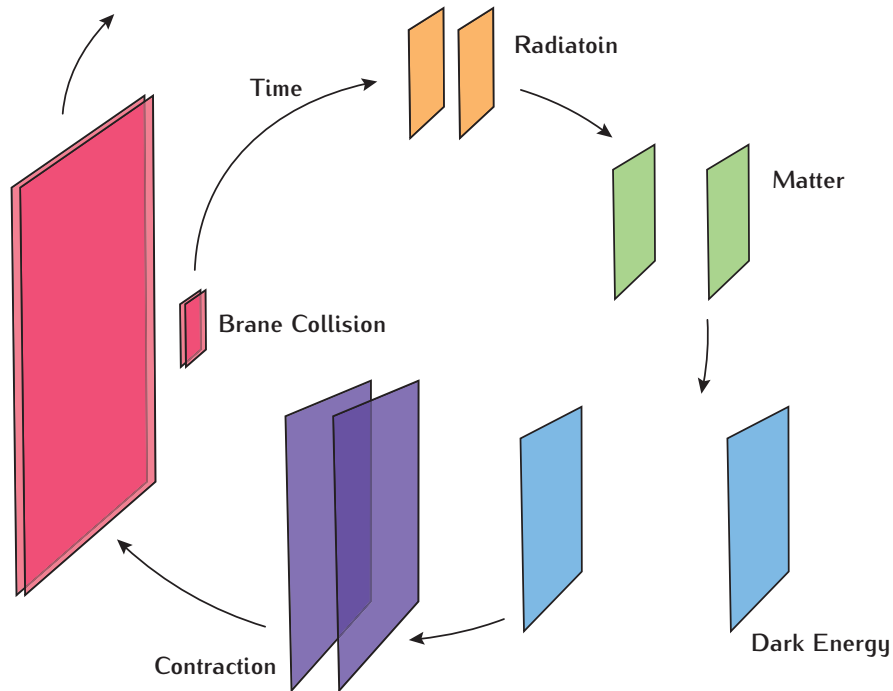 Radiatoin
Time
Matter
Brane Collision
Dark Energy
Contraction